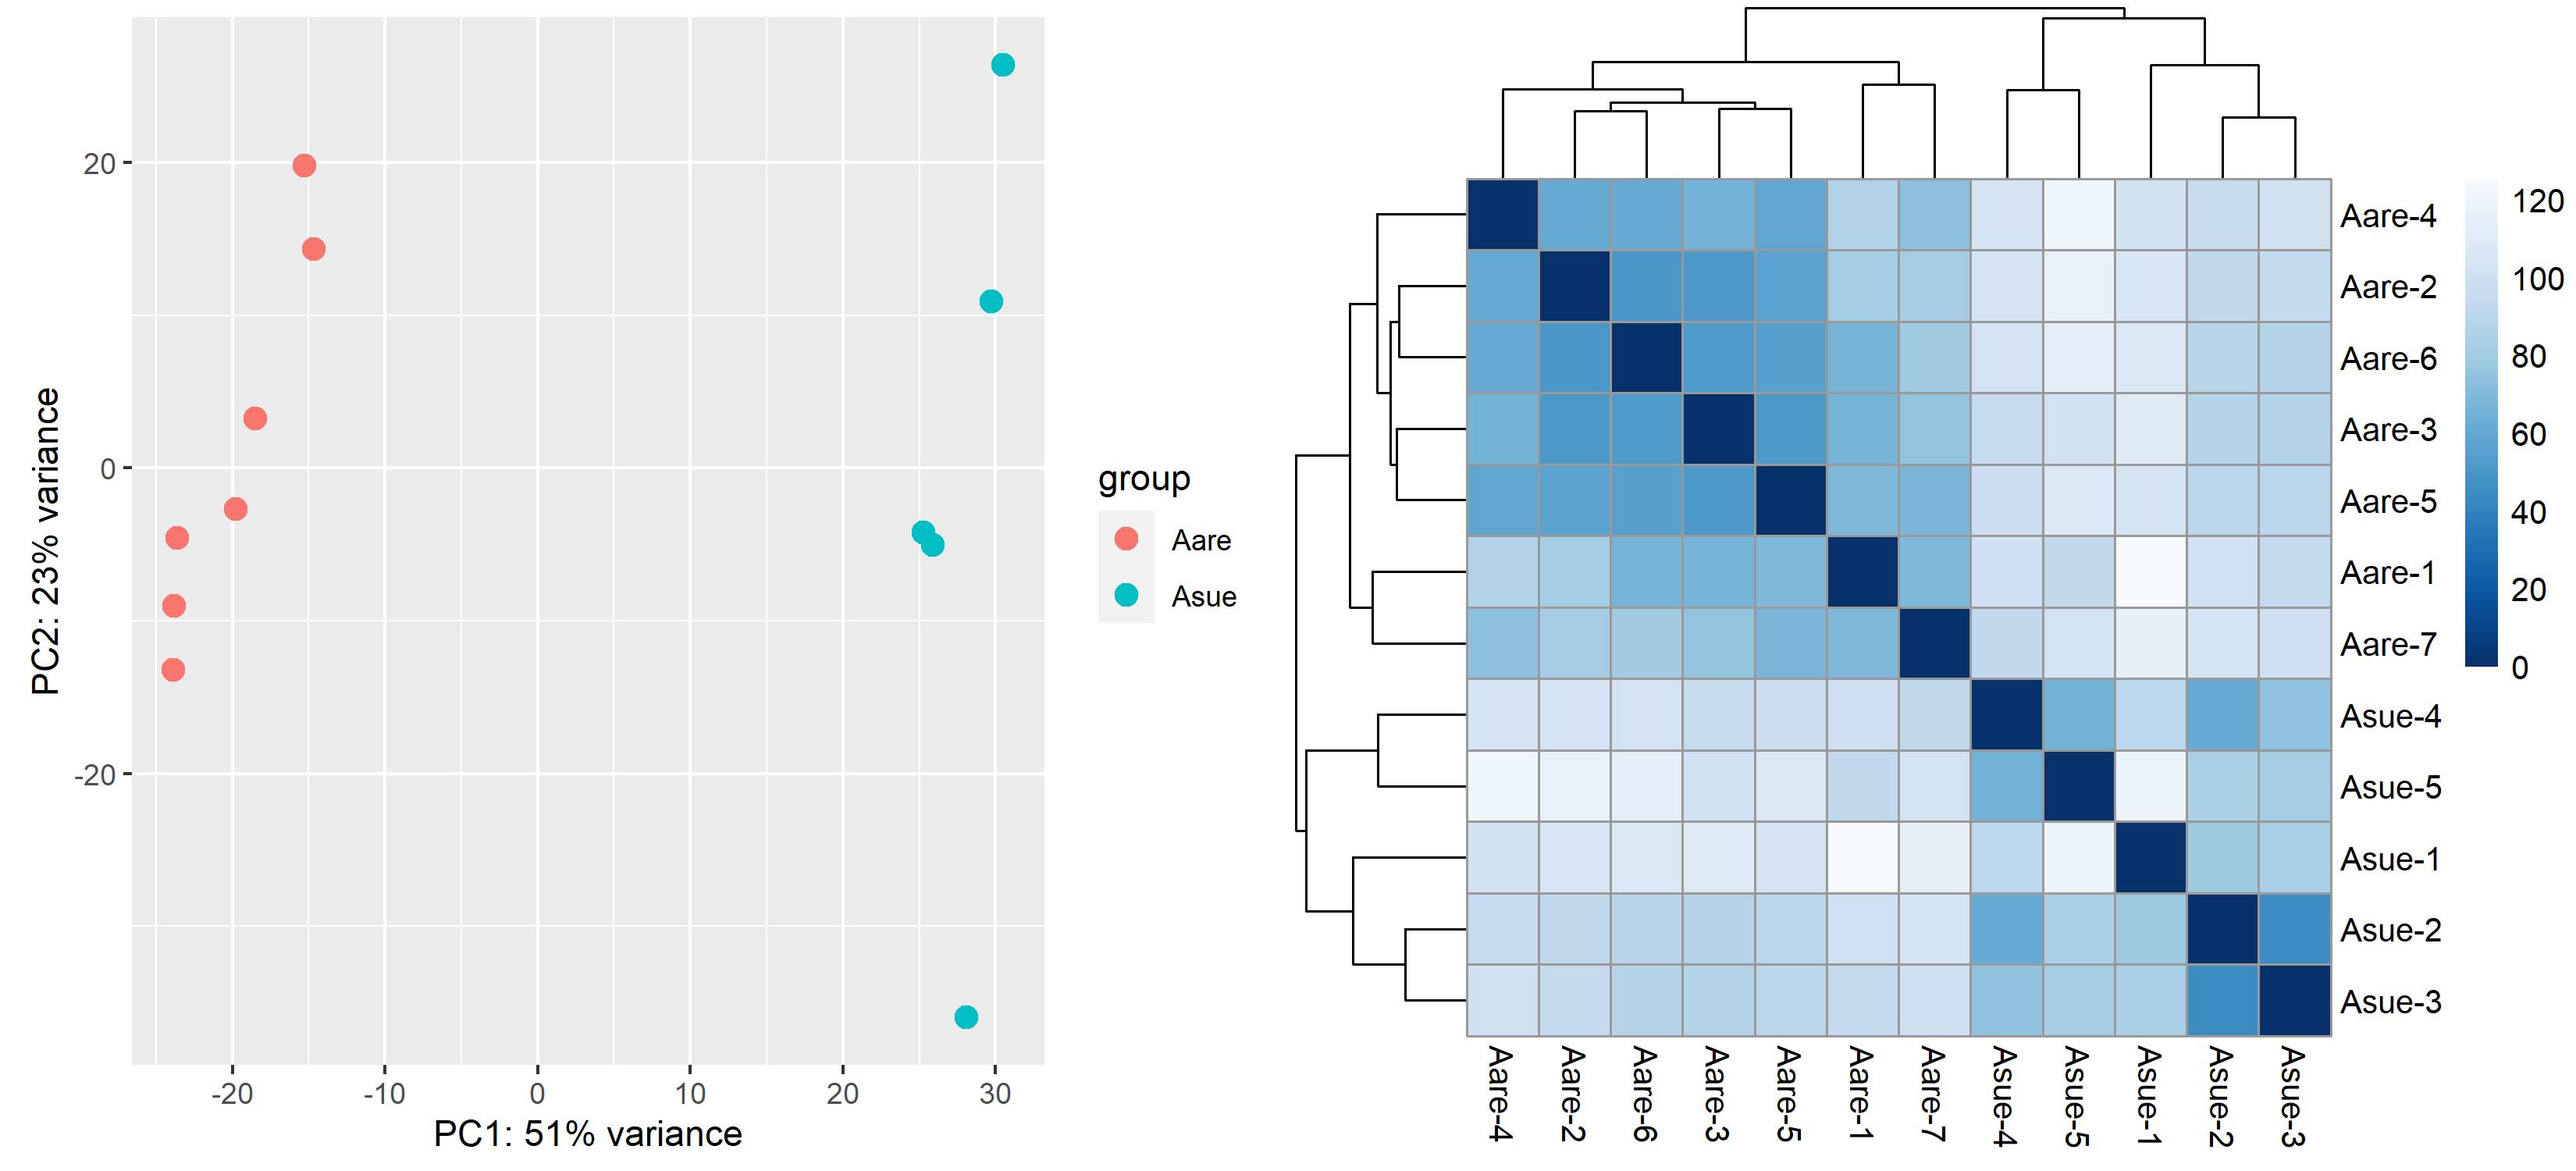 20
0
-20
PC2: 23% variance
-20
-10
0
10
20
30
PC1: 51% variance
group
Aare
Asue
Aare-4
Aare-2
Aare-6
Aare-3
Aare-5
Aare-1
Aare-7
Asue-4
Asue-5
Asue-1
Asue-2
Asue-3
Aare-4
Aare-2
Aare-6
Aare-3
Aare-5
Aare-1
Aare-7
Asue-4
Asue-5
Asue-1
Asue-2
Asue-3
120
100
80
60
40
20
0